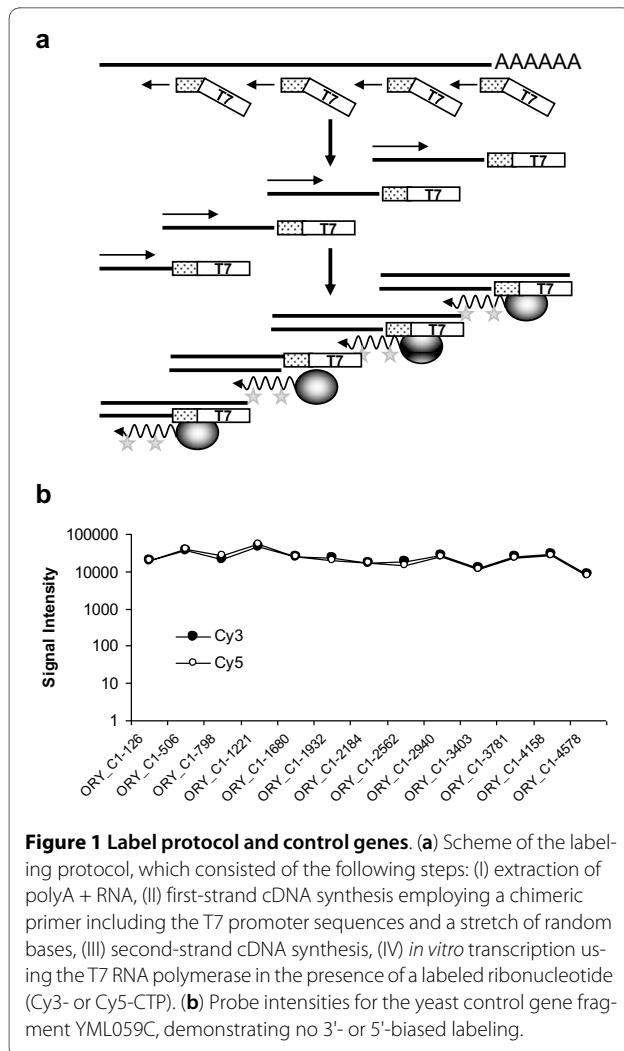 a
AAAAAA
T7 T7 T7 T7
T7
T7
T7
T7
T7
T7
T7
T7
b
Signal Intensity
100000
10000
1000
100
10
1
Cy3
Cy5
ORY_C1-126
ORY_C1-506
ORY_C1-798
ORY_C1-1221
ORY_C1-1680
ORY_C1-1932
ORY_C1-2184
ORY_C1-2562
ORY_C1-2940
ORY_C1-3403
ORY_C1-3781
ORY_C1-4158
ORY_C1-4578
Figure 1 Label protocol and control genes. (a) Scheme of the label-
ing protocol, which consisted of the following steps: (I) extraction of
polyA + RNA, (II) first-strand cDNA synthesis employing a chimeric
primer including the T7 promoter sequences and a stretch of random
bases, (III) second-strand cDNA synthesis, (IV) in vitro transcription us-
ing the T7 RNA polymerase in the presence of a labeled ribonucleotide
(Cy3- or Cy5-CTP). (b) Probe intensities for the yeast control gene frag-
ment YML059C, demonstrating no 3'- or 5'-biased labeling.